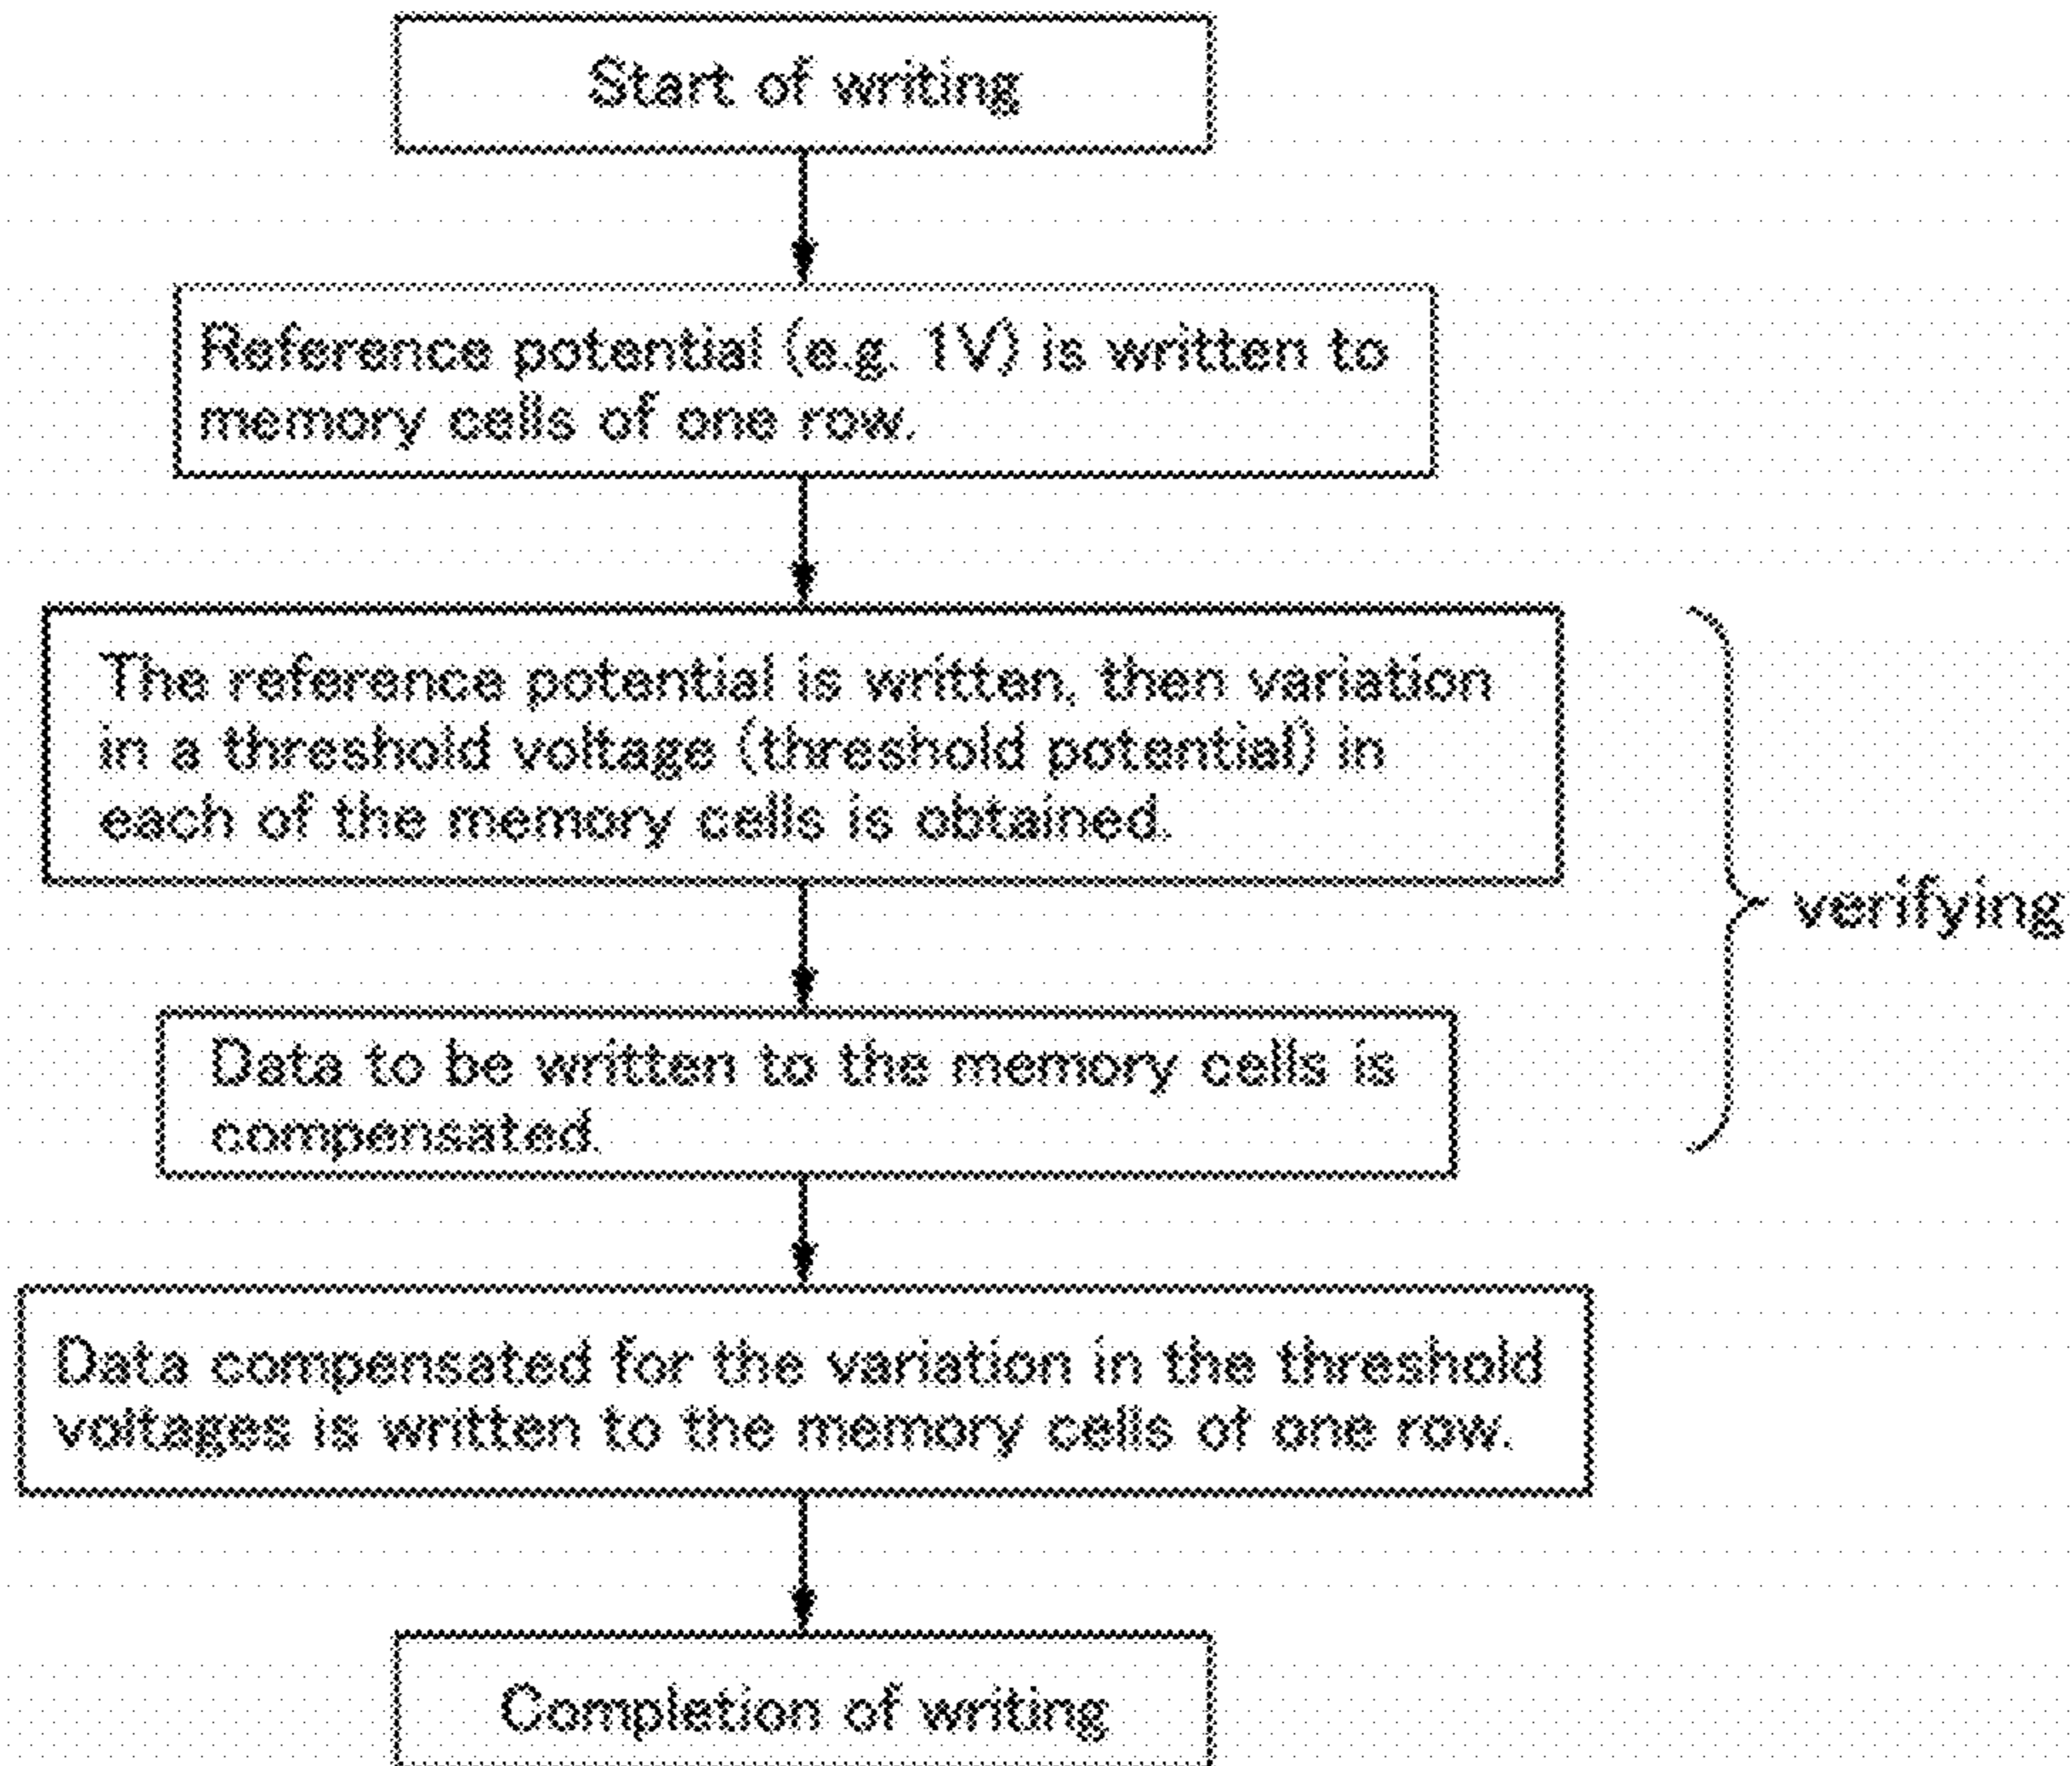 Start of writing
Reference potential (e.g. 1V) is written to
memory cells of one row.
The reference potential is written, then variation
in a threshold voltage (threshold potential) in
each of the memory cells is obtained.
verifying
Data to be written to the memory cells is
compensated.
Data compensated for the variation in the threshold
voltages is written to the memory cells of one row.
Completion of writing